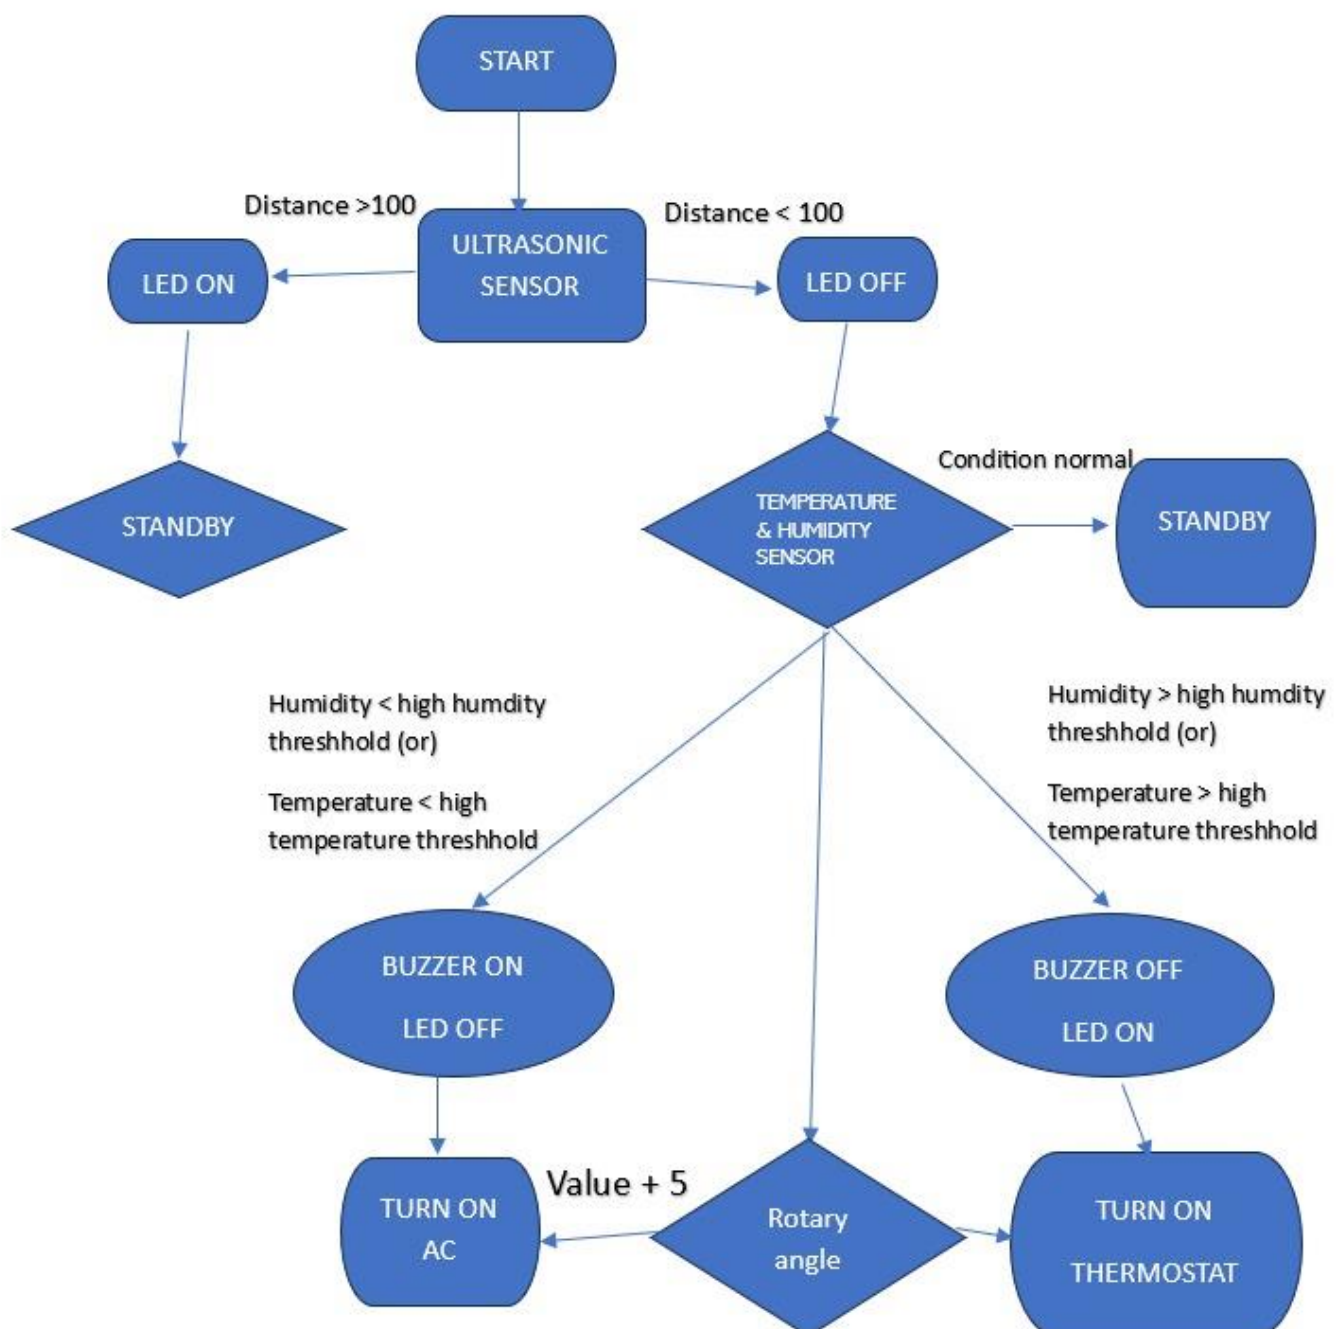 START
Distance >100
Distance < 100
ULTRASONIC
SENSOR
LED ON
LED OFF
Condition normal
STANDBY
TEMPERATURE
& HUMIDITY
SENSOR
STANDBY
Humidity < high humdity
threshhold (or)
Temperature < high
temperature threshhold
Humidity > high humdity
threshhold (or)
Temperature > high
temperature threshhold
BUZZER ON
LED OFF
BUZZER OFF
LED ON
TURN ON
AC
Value + 5
Rotary
angle
TURN ON
THERMOSTAT